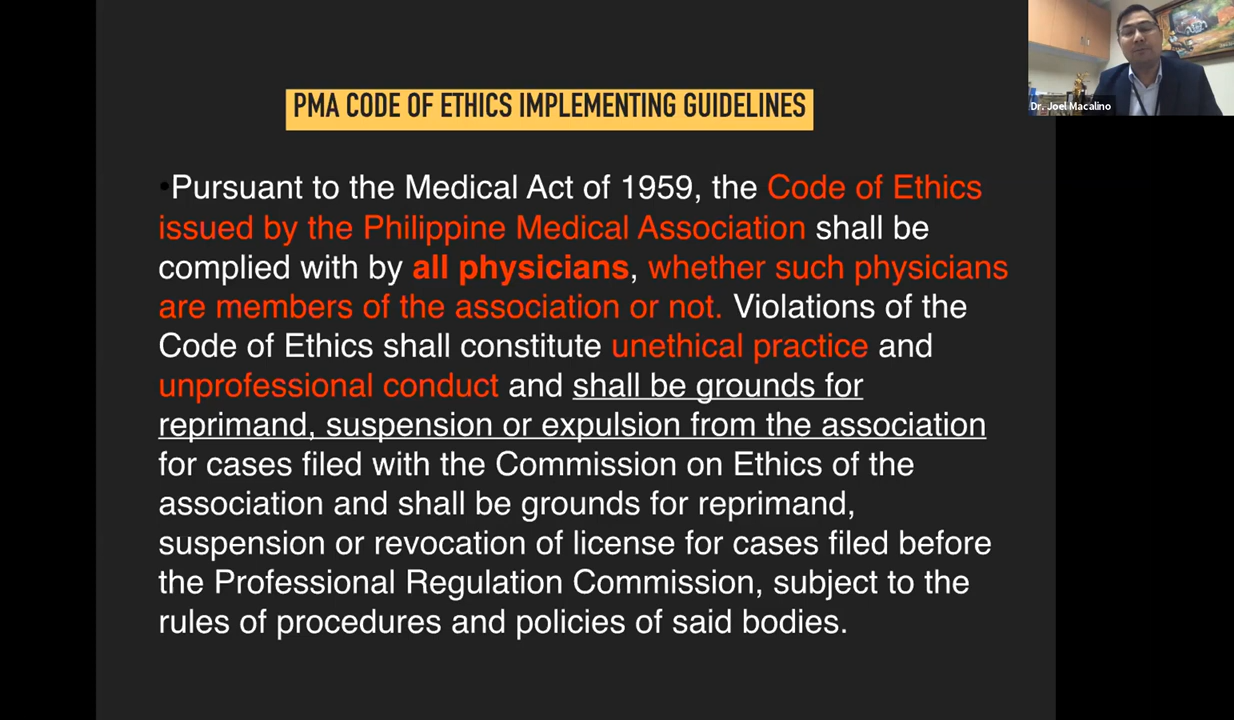 PMA CODE OF ETHICS IMPLEMENTING GUIDELINES
Dr. Joel Macalino
•Pursuant to the Medical Act of 1959, the Code of Ethics
issued by the Philippine Medical Association shall be
complied with by all physicians, whether such physicians
are members of the association or not. Violations of the
Code of Ethics shall constitute unethical practice and
unprofessional conduct and shall be grounds for
reprimand, suspension or expulsion from the association
for cases filed with the Commission on Ethics of the
association and shall be grounds for reprimand,
suspension or revocation of license for cases filed before
the Professional Regulation Commission, subject to the
rules of procedures and policies of said bodies.